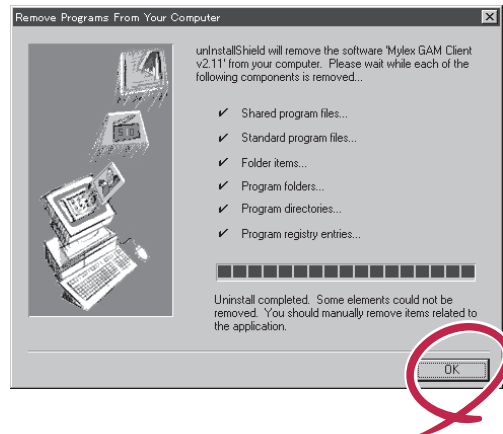 Remove Programs From Your Computer
unInstallShield will remove the software 'Mylex GAM Client
v2.11' from your computer. Please wait while each of the
following components is removed...
Shared program files...
Standard program files...
Folder items...
Program folders...
Program directories...
Program registry entries...
Uninstall completed. Some elements could not be
removed. You should manually remove items related to
the application.
OK